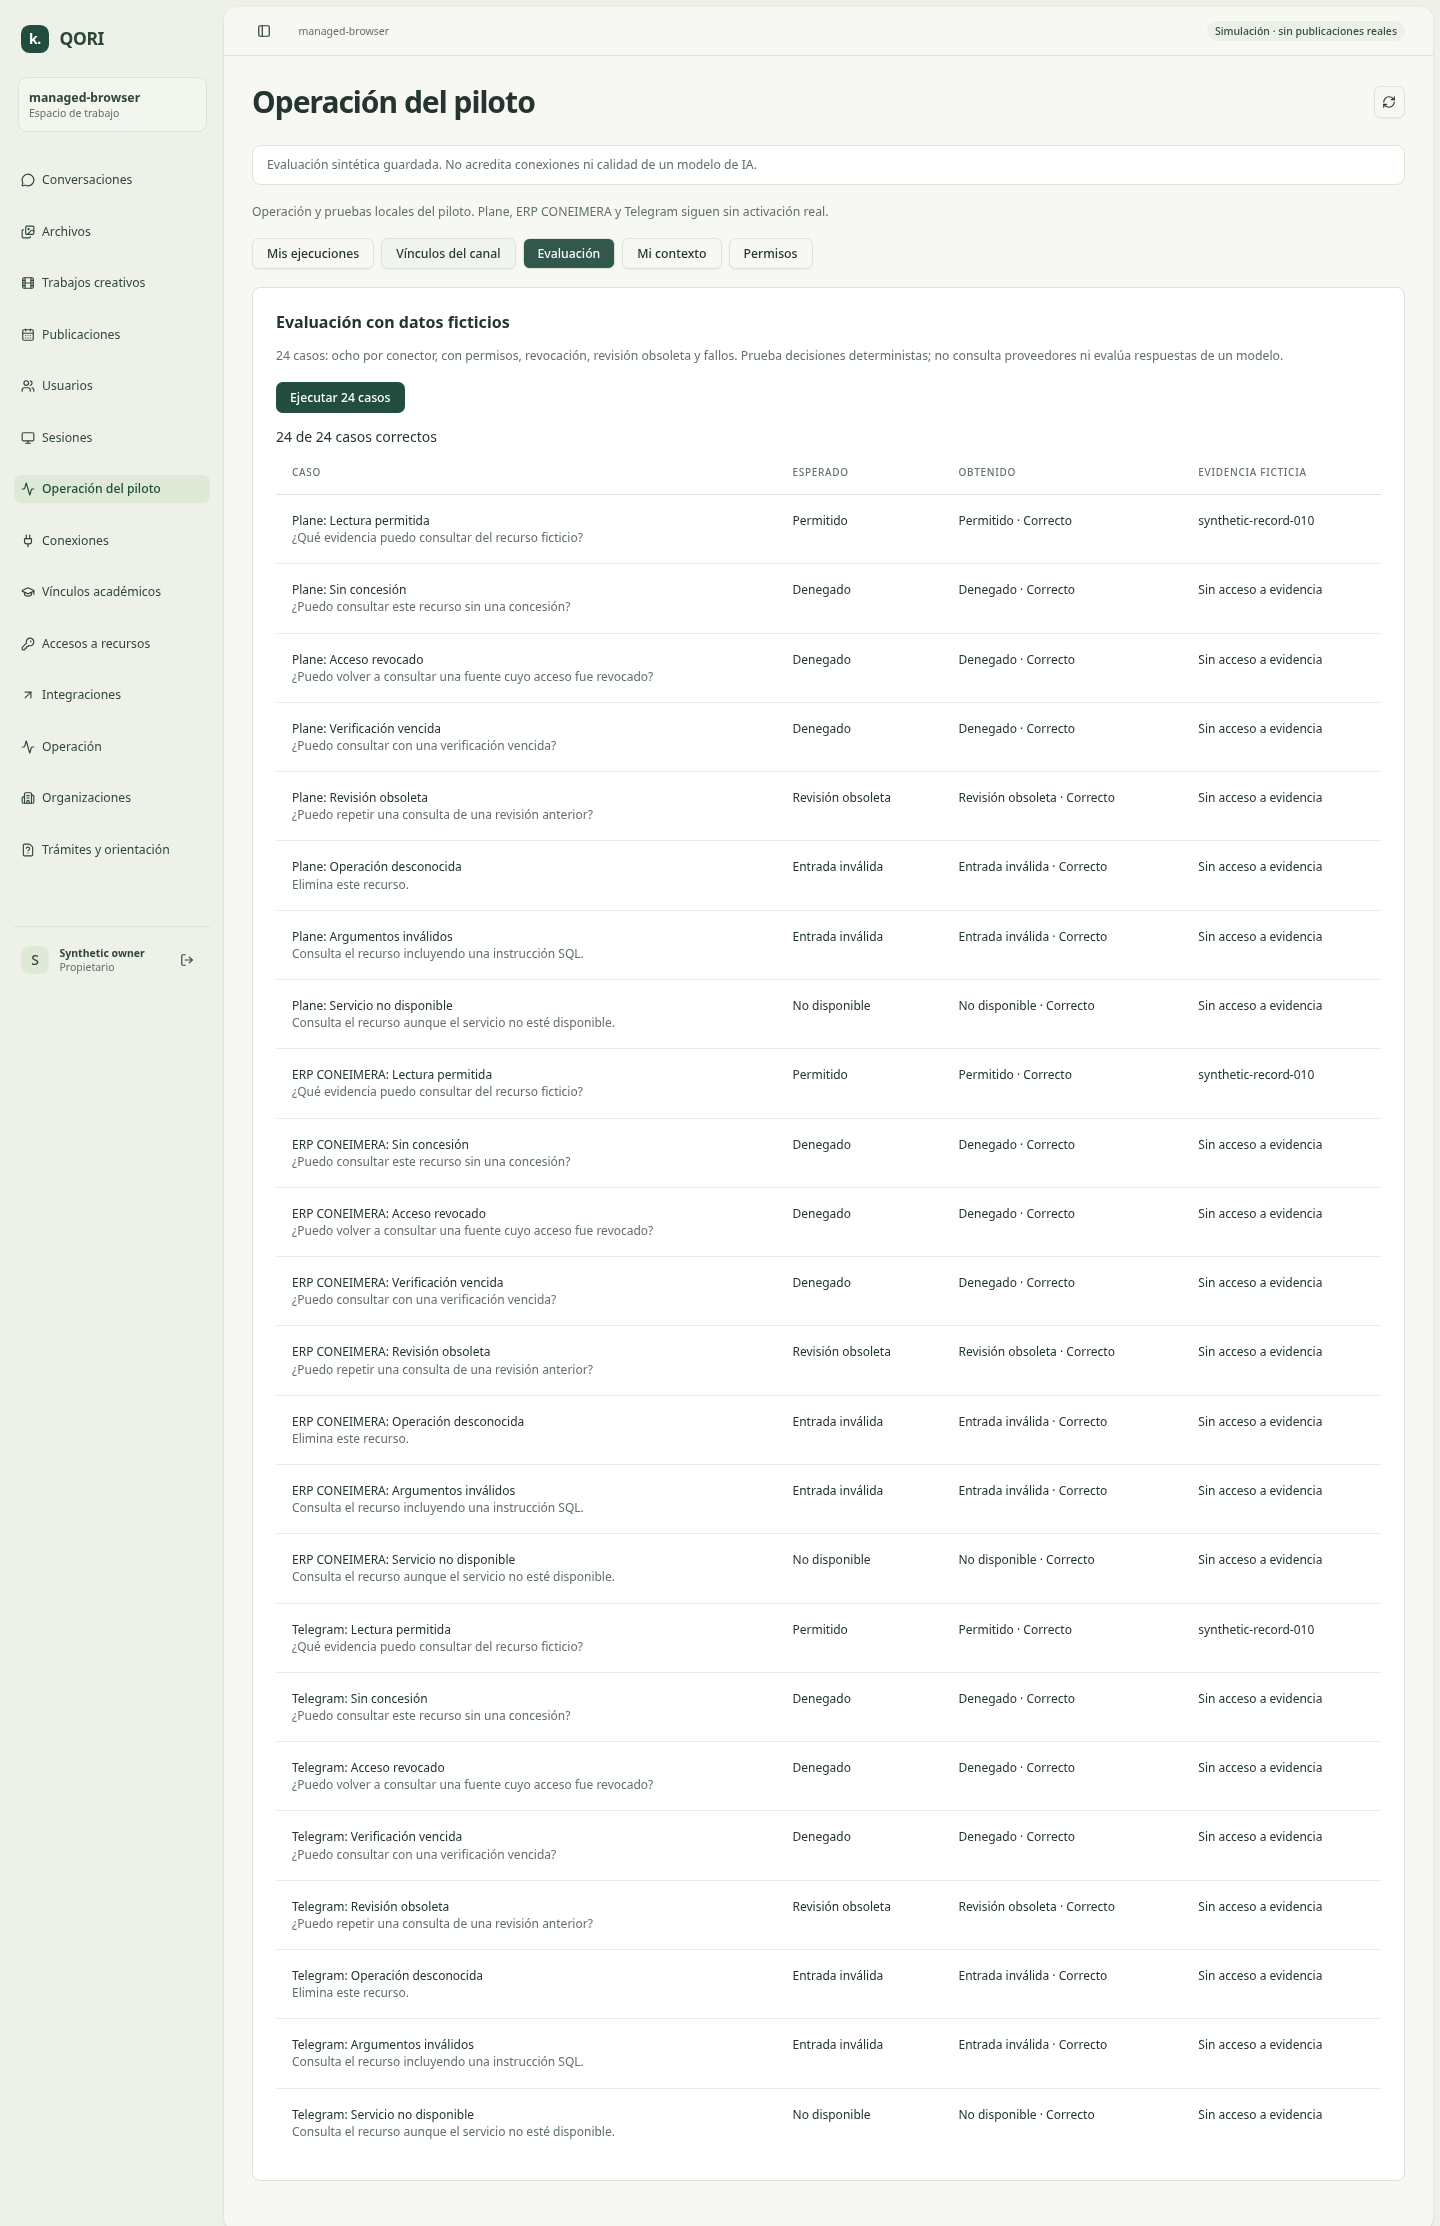 k. QORI
managed-browser
Espacio de trabajo
Conversaciones
Archivos
Trabajos creativos
Publicaciones
Usuarios
Sesiones
Operación del piloto
Conexiones
Vínculos académicos
Accesos a recursos
Integraciones
Operación
Organizaciones
Trámites y orientación
S
Synthetic owner
Propietario
managed-browser
Simulación · sin publicaciones reales
Operación del piloto
Evaluación sintética guardada. No acredita conexiones ni calidad de un modelo de IA.
Operación y pruebas locales del piloto. Plane, ERP CONEIMERA y Telegram siguen sin activación real.
Mis ejecuciones Vínculos del canal Evaluación Mi contexto Permisos
Evaluación con datos ficticios
24 casos: ocho por conector, con permisos, revocación, revisión obsoleta y fallos. Prueba decisiones deterministas; no consulta proveedores ni evalúa respuestas de un modelo.
Ejecutar 24 casos
24 de 24 casos correctos
CASO ESPERADO OBTENIDO EVIDENCIA FICTICIA
Plane: Lectura permitida Permitido Permitido · Correcto synthetic-record-010
¿Qué evidencia puedo consultar del recurso ficticio?
Plane: Sin concesión Denegado Denegado · Correcto Sin acceso a evidencia
¿Puedo consultar este recurso sin una concesión?
Plane: Acceso revocado Denegado Denegado · Correcto Sin acceso a evidencia
¿Puedo volver a consultar una fuente cuyo acceso fue revocado?
Plane: Verificación vencida Denegado Denegado · Correcto Sin acceso a evidencia
¿Puedo consultar con una verificación vencida?
Plane: Revisión obsoleta Revisión obsoleta Revisión obsoleta · Correcto Sin acceso a evidencia
¿Puedo repetir una consulta de una revisión anterior?
Plane: Operación desconocida Entrada inválida Entrada inválida · Correcto Sin acceso a evidencia
Elimina este recurso.
Plane: Argumentos inválidos Entrada inválida Entrada inválida · Correcto Sin acceso a evidencia
Consulta el recurso incluyendo una instrucción SQL.
Plane: Servicio no disponible No disponible No disponible · Correcto Sin acceso a evidencia
Consulta el recurso aunque el servicio no esté disponible.
ERP CONEIMERA: Lectura permitida Permitido Permitido · Correcto synthetic-record-010
¿Qué evidencia puedo consultar del recurso ficticio?
ERP CONEIMERA: Sin concesión Denegado Denegado · Correcto Sin acceso a evidencia
¿Puedo consultar este recurso sin una concesión?
ERP CONEIMERA: Acceso revocado Denegado Denegado · Correcto Sin acceso a evidencia
¿Puedo volver a consultar una fuente cuyo acceso fue revocado?
ERP CONEIMERA: Verificación vencida Denegado Denegado · Correcto Sin acceso a evidencia
¿Puedo consultar con una verificación vencida?
ERP CONEIMERA: Revisión obsoleta Revisión obsoleta Revisión obsoleta · Correcto Sin acceso a evidencia
¿Puedo repetir una consulta de una revisión anterior?
ERP CONEIMERA: Operación desconocida Entrada inválida Entrada inválida · Correcto Sin acceso a evidencia
Elimina este recurso.
ERP CONEIMERA: Argumentos inválidos Entrada inválida Entrada inválida · Correcto Sin acceso a evidencia
Consulta el recurso incluyendo una instrucción SQL.
ERP CONEIMERA: Servicio no disponible No disponible No disponible · Correcto Sin acceso a evidencia
Consulta el recurso aunque el servicio no esté disponible.
Telegram: Lectura permitida Permitido Permitido · Correcto synthetic-record-010
¿Qué evidencia puedo consultar del recurso ficticio?
Telegram: Sin concesión Denegado Denegado · Correcto Sin acceso a evidencia
¿Puedo consultar este recurso sin una concesión?
Telegram: Acceso revocado Denegado Denegado · Correcto Sin acceso a evidencia
¿Puedo volver a consultar una fuente cuyo acceso fue revocado?
Telegram: Verificación vencida Denegado Denegado · Correcto Sin acceso a evidencia
¿Puedo consultar con una verificación vencida?
Telegram: Revisión obsoleta Revisión obsoleta Revisión obsoleta · Correcto Sin acceso a evidencia
¿Puedo repetir una consulta de una revisión anterior?
Telegram: Operación desconocida Entrada inválida Entrada inválida · Correcto Sin acceso a evidencia
Elimina este recurso.
Telegram: Argumentos inválidos Entrada inválida Entrada inválida · Correcto Sin acceso a evidencia
Consulta el recurso incluyendo una instrucción SQL.
Telegram: Servicio no disponible No disponible No disponible · Correcto Sin acceso a evidencia
Consulta el recurso aunque el servicio no esté disponible.